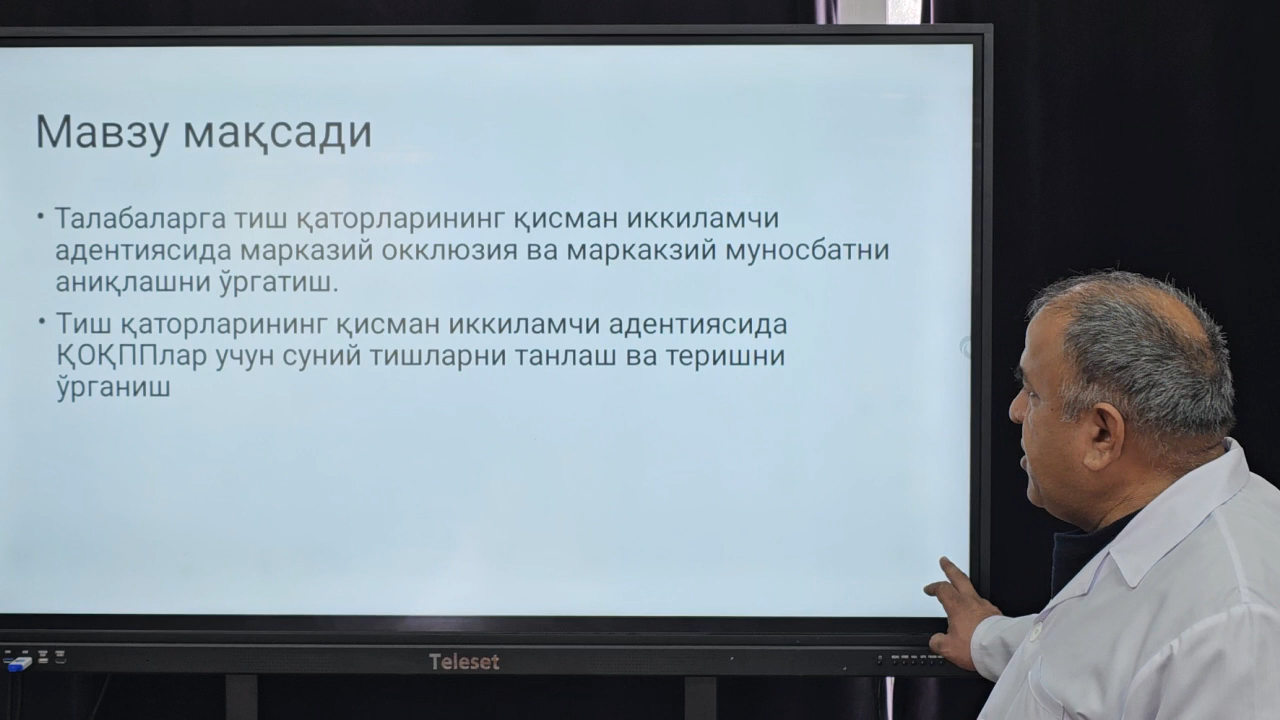 Мавзу мақсади
• Талабаларга тиш қаторларининг қисман иккиламчи
адентиясида марказий окклюзия ва маркакзий муносбатни
аниқлашни ўргатиш.
• Тиш қаторларининг қисман иккиламчи адентиясида
ҚОҚППлар учун суний тишларни танлаш ва теришни
ўрганиш
Teleset